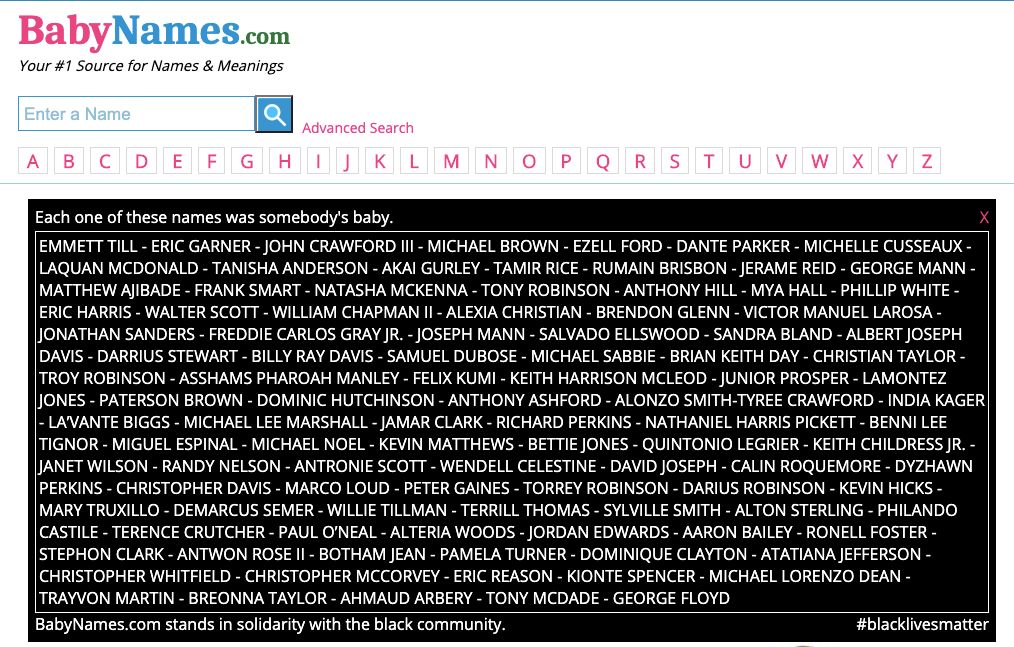 BabyNames.com
Your #1 Source for Names & Meanings
Enter a Name
Advanced Search
A B C D E F G H I J K L M N O P Q R S T U V W X Y Z
Each one of these names was somebody's baby. X
EMMETT TILL - ERIC GARNER - JOHN CRAWFORD III - MICHAEL BROWN - EZELL FORD - DANTE PARKER - MICHELLE CUSSEAUX -
LAQUAN MCDONALD - TANISHA ANDERSON - AKAI GURLEY - TAMIR RICE - RUMAIN BRISBON - JERAME REID - GEORGE MANN -
MATTHEW AJIBADE - FRANK SMART - NATASHA MCKENNA - TONY ROBINSON - ANTHONY HILL - MYA HALL - PHILLIP WHITE -
ERIC HARRIS - WALTER SCOTT - WILLIAM CHAPMAN II - ALEXIA CHRISTIAN - BRENDON GLENN - VICTOR MANUEL LAROSA -
JONATHAN SANDERS - FREDDIE CARLOS GRAY JR. - JOSEPH MANN - SALVADO ELLSWOOD - SANDRA BLAND - ALBERT JOSEPH
DAVIS - DARRIUS STEWART - BILLY RAY DAVIS - SAMUEL DUBOSE - MICHAEL SABBIE - BRIAN KEITH DAY - CHRISTIAN TAYLOR -
TROY ROBINSON - ASSHAMS PHAROAH MANLEY - FELIX KUMI - KEITH HARRISON MCLEOD - JUNIOR PROSPER - LAMONTEZ
JONES - PATERSON BROWN - DOMINIC HUTCHINSON - ANTHONY ASHFORD - ALONZO SMITH-TYREE CRAWFORD - INDIA KAGER
- LA’VANTE BIGGS - MICHAEL LEE MARSHALL - JAMAR CLARK - RICHARD PERKINS - NATHANIEL HARRIS PICKETT - BENNI LEE
TIGNOR - MIGUEL ESPINAL - MICHAEL NOEL - KEVIN MATTHEWS - BETTIE JONES - QUINTONIO LEGRIER - KEITH CHILDRESS JR. -
JANET WILSON - RANDY NELSON - ANTRONIE SCOTT - WENDELL CELESTINE - DAVID JOSEPH - CALIN ROQUEMORE - DYZHAWN
PERKINS - CHRISTOPHER DAVIS - MARCO LOUD - PETER GAINES - TORREY ROBINSON - DARIUS ROBINSON - KEVIN HICKS -
MARY TRUXILLO - DEMARCUS SEMER - WILLIE TILLMAN - TERRILL THOMAS - SYLVILLE SMITH - ALTON STERLING - PHILANDO
CASTILE - TERENCE CRUTCHER - PAUL O’NEAL - ALTERIA WOODS - JORDAN EDWARDS - AARON BAILEY - RONELL FOSTER -
STEPHON CLARK - ANTWON ROSE II - BOTHAM JEAN - PAMELA TURNER - DOMINIQUE CLAYTON - ATATIANA JEFFERSON -
CHRISTOPHER WHITFIELD - CHRISTOPHER MCCORVEY - ERIC REASON - KIONTE SPENCER - MICHAEL LORENZO DEAN -
TRAYVON MARTIN - BREONNA TAYLOR - AHMAUD ARBERY - TONY MCDADE - GEORGE FLOYD
BabyNames.com stands in solidarity with the black community. #blacklivesmatter